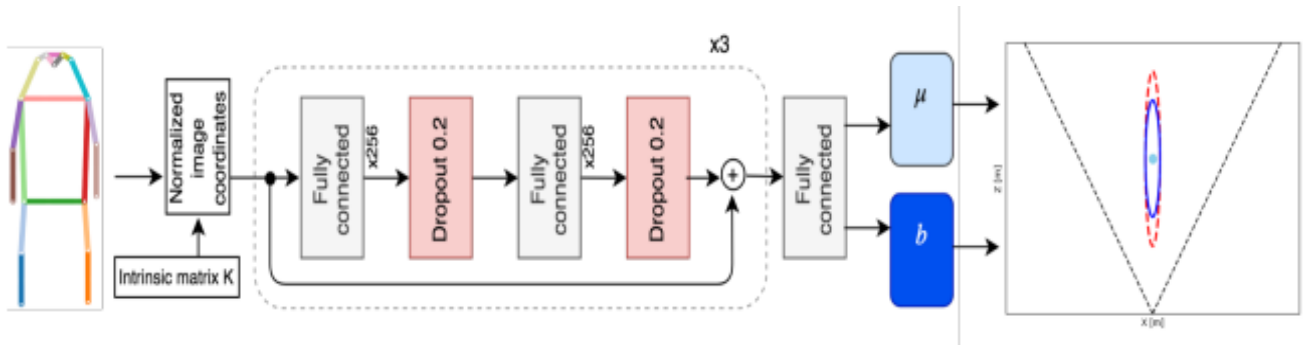 x3
Normalized
image
coordinates
Intrinsic matrix K
Fully
connected
x256
Dropout 0.2
Fully
connected
x256
Dropout 0.2
+
Fully
connected
μ
b
Z [m]
X [m]